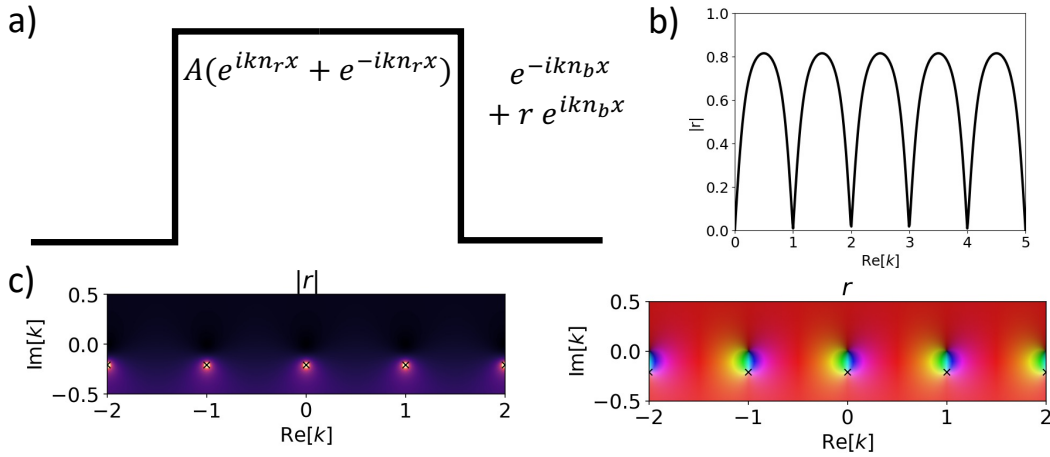 a)
A(e^{ikn_r x} + e^{-ikn_r x})
e^{-ikn_b x}
+ r e^{ikn_b x}
b)
1.0
0.8
0.6
0.4
0.2
0.0
|r|
0 1 2 3 4 5
Re[k]
c)
|r|
0.5
0.0
−0.5
Im[k]
−2 −1 0 1 2
Re[k]
r
0.5
0.0
−0.5
Im[k]
−2 −1 0 1 2
Re[k]